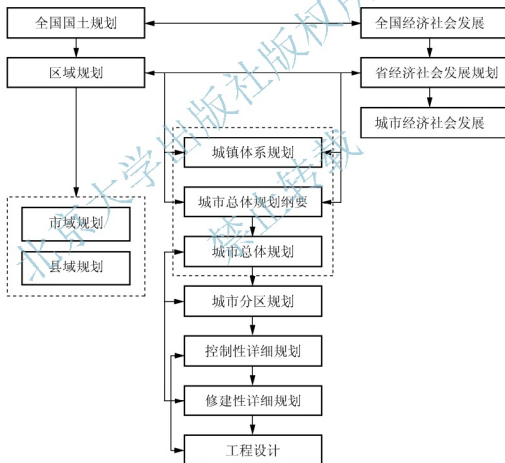 全国国土规划
全国经济社会发展
区域规划
省经济社会发展规划
城市经济社会发展
城镇体系规划
城市总体规划纲要
市域规划
城市总体规划
县域规划
城市分区规划
控制性详细规划
修建性详细规划
工程设计
北京大学出版社版权所
禁止转载